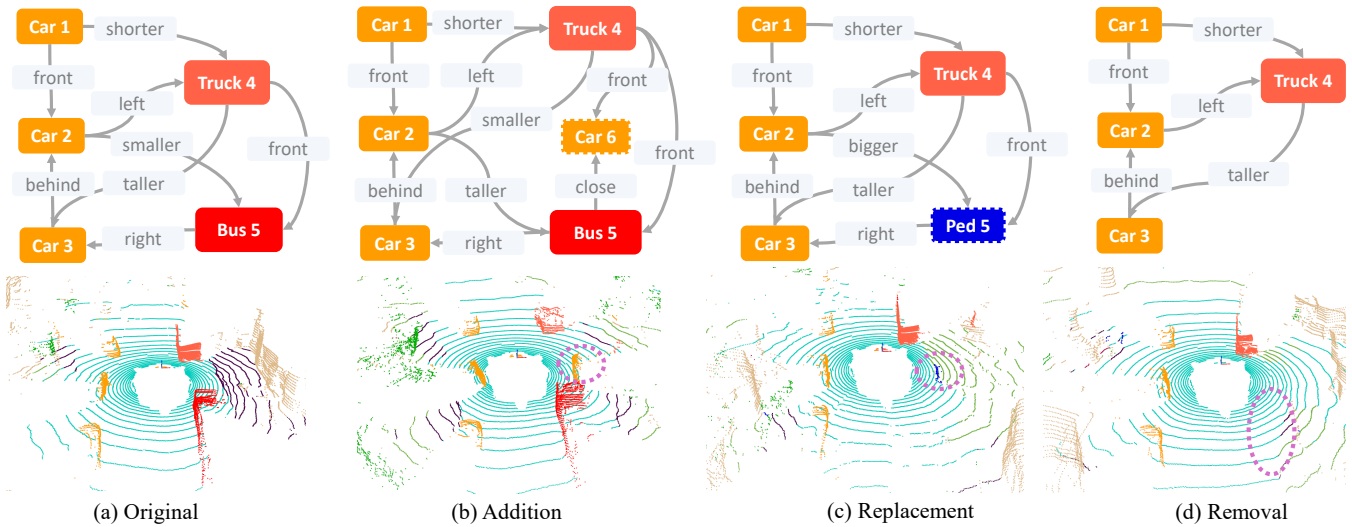 Car 1
shorter
Truck 4
front
left
Car 2
smaller
front
behind
taller
Car 3
right
Bus 5
(a) Original
Car 1
shorter
Truck 4
front
left
front
smaller
Car 2
Car 6
front
behind
taller
close
Car 3
right
Bus 5
(b) Addition
Car 1
shorter
Truck 4
front
left
Car 2
bigger
front
behind
taller
Car 3
right
Ped 5
(c) Replacement
Car 1
shorter
Truck 4
front
left
Car 2
behind
taller
Car 3
(d) Removal